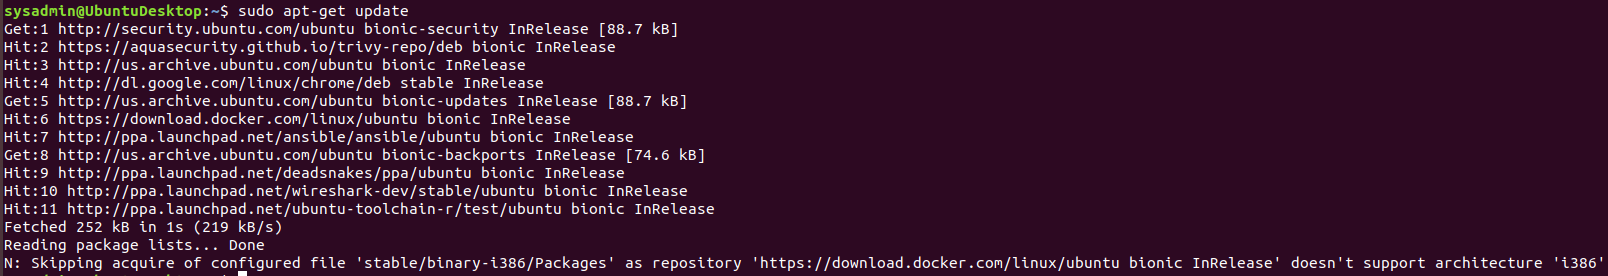 sysadmin@UbuntuDesktop:~$ sudo apt-get update
Get:1 http://security.ubuntu.com/ubuntu bionic-security InRelease [88.7 kB]
Hit:2 https://aquasecurity.github.io/trivy-repo/deb bionic InRelease
Hit:3 http://us.archive.ubuntu.com/ubuntu bionic InRelease
Hit:4 http://dl.google.com/linux/chrome/deb stable InRelease
Get:5 http://us.archive.ubuntu.com/ubuntu bionic-updates InRelease [88.7 kB]
Hit:6 https://download.docker.com/linux/ubuntu bionic InRelease
Hit:7 http://ppa.launchpad.net/ansible/ansible/ubuntu bionic InRelease
Get:8 http://us.archive.ubuntu.com/ubuntu bionic-backports InRelease [74.6 kB]
Hit:9 http://ppa.launchpad.net/deadsnakes/ppa/ubuntu bionic InRelease
Hit:10 http://ppa.launchpad.net/wireshark-dev/stable/ubuntu bionic InRelease
Hit:11 http://ppa.launchpad.net/ubuntu-toolchain-r/test/ubuntu bionic InRelease
Fetched 252 kB in 1s (219 kB/s)
Reading package lists... Done
N: Skipping acquire of configured file 'stable/binary-i386/Packages' as repository 'https://download.docker.com/linux/ubuntu bionic InRelease' doesn't support architecture 'i386'